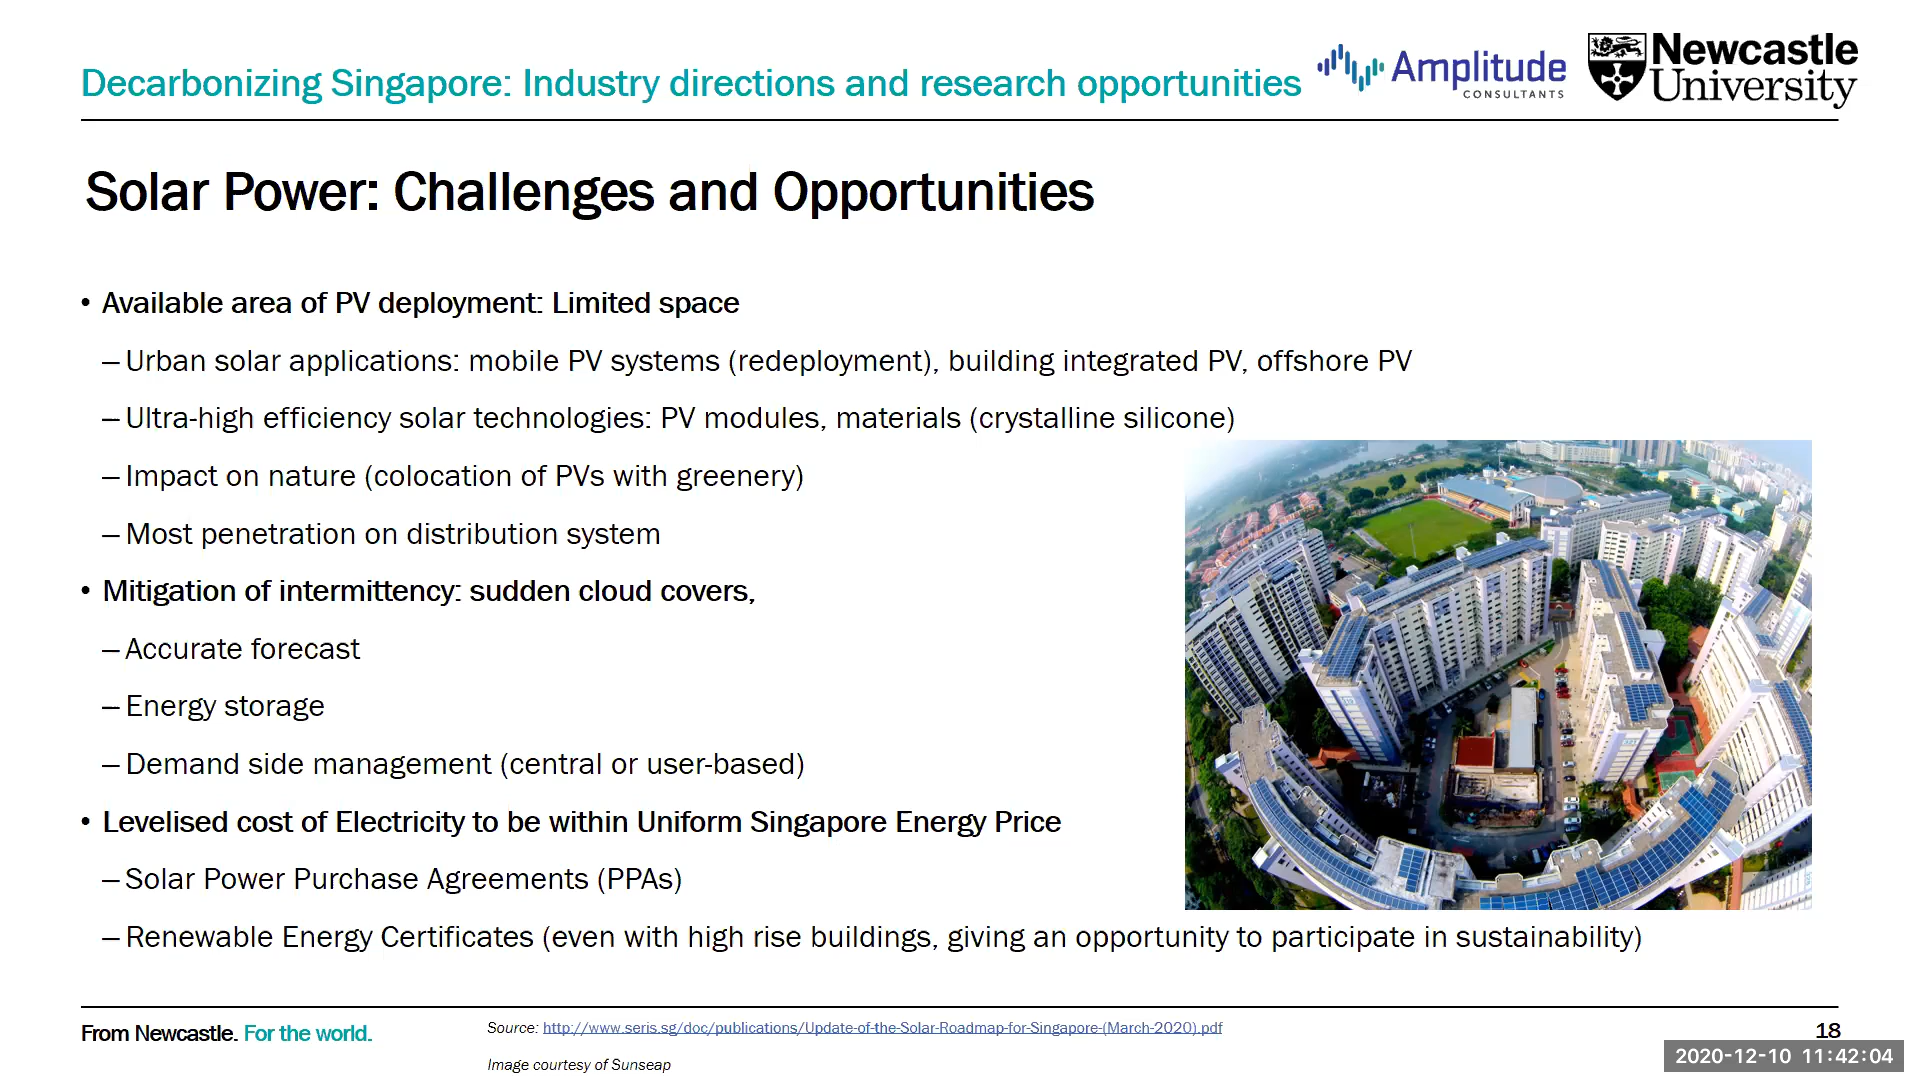 Decarbonizing Singapore: Industry directions and research opportunities
Amplitude
CONSULTANTS
Newcastle
University
Solar Power: Challenges and Opportunities
• Available area of PV deployment: Limited space
– Urban solar applications: mobile PV systems (redeployment), building integrated PV, offshore PV
– Ultra-high efficiency solar technologies: PV modules, materials (crystalline silicone)
– Impact on nature (colocation of PVs with greenery)
– Most penetration on distribution system
• Mitigation of intermittency: sudden cloud covers,
– Accurate forecast
– Energy storage
– Demand side management (central or user-based)
• Levelised cost of Electricity to be within Uniform Singapore Energy Price
– Solar Power Purchase Agreements (PPAs)
– Renewable Energy Certificates (even with high rise buildings, giving an opportunity to participate in sustainability)
From Newcastle. For the world.
Source: http://www.seris.sg/doc/publications/Update-of-the-Solar-Roadmap-for-Singapore-(March-2020).pdf
Image courtesy of Sunseap
18
2020-12-10 11:42:04